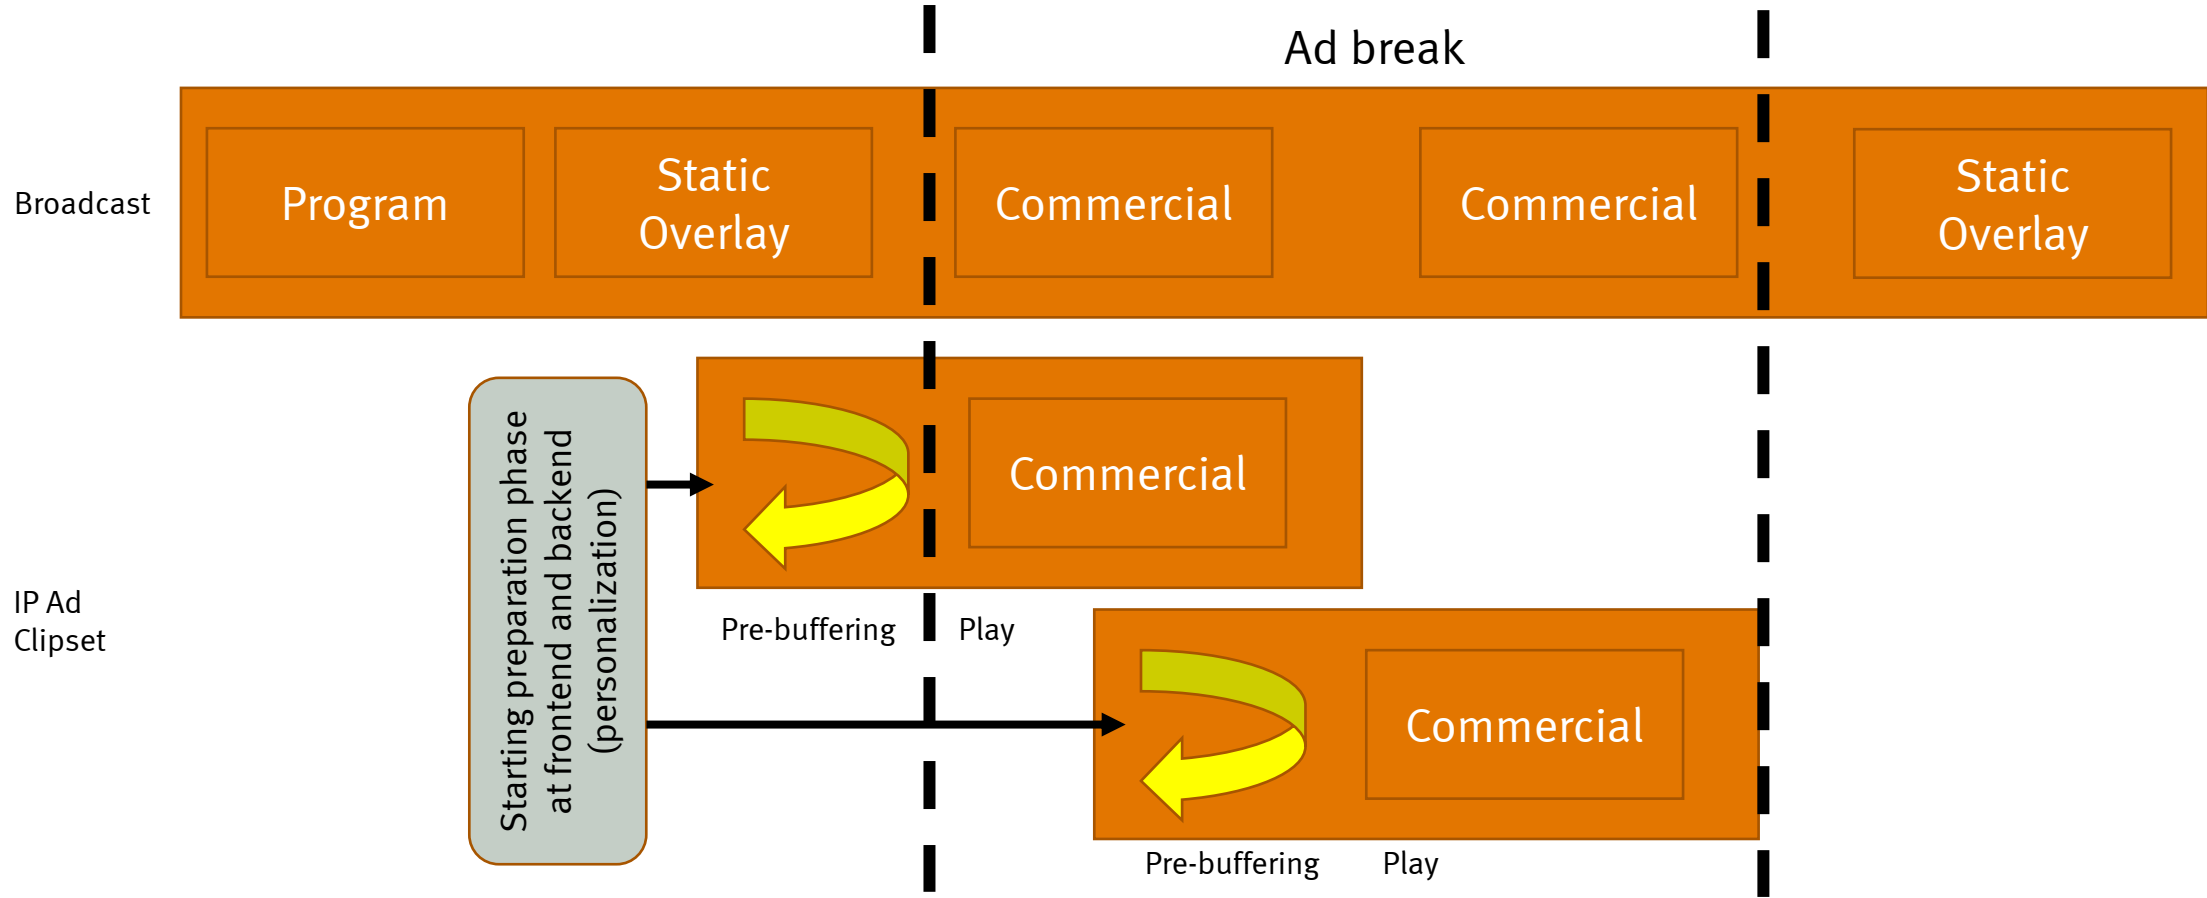 Ad break
Broadcast
Program
Static
Overlay
Commercial
Commercial
Static
Overlay
IP Ad
Clipset
Starting preparation phase
at frontend and backend
(personalization)
Commercial
Pre-buffering
Play
Commercial
Pre-buffering
Play